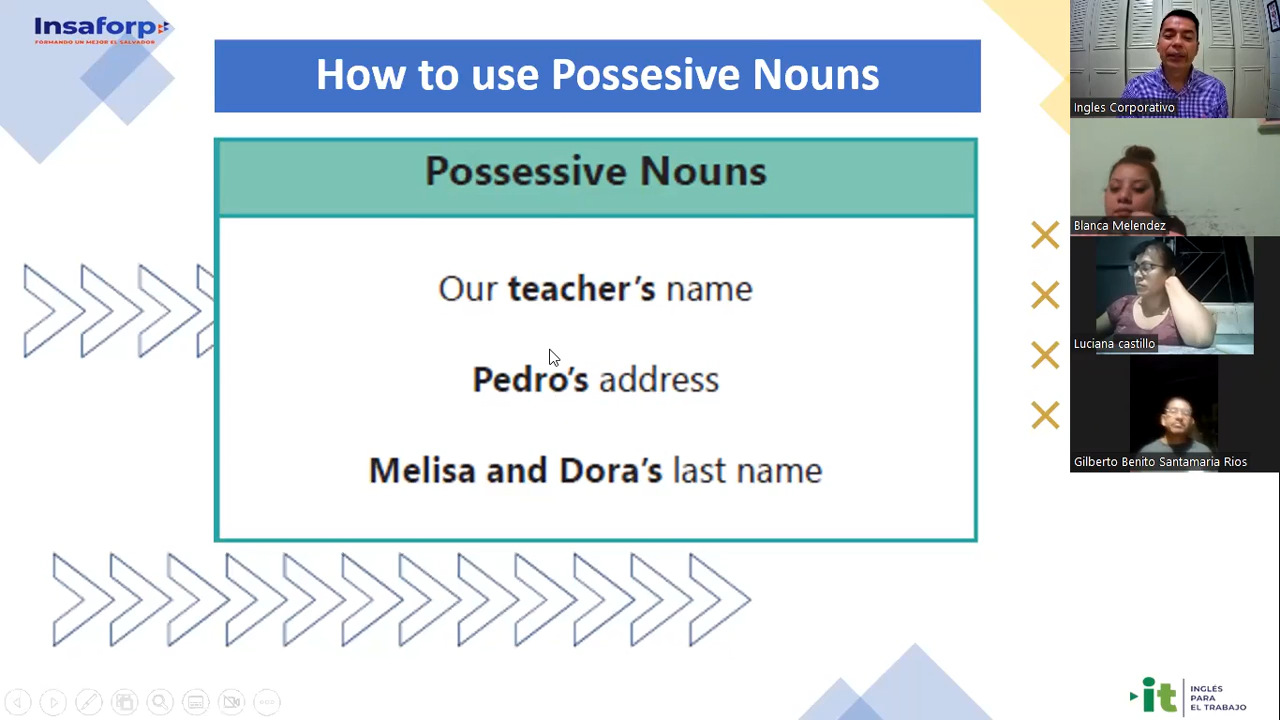 Insaforp
FORMANDO UN MEJOR EL SALVADOR
How to use Possesive Nouns
Possessive Nouns
Our teacher's name
Pedro's address
Melisa and Dora's last name
Ingles Corporativo
Blanca Melendez
Luciana castillo
Gilberto Benito Santamaria Rios
it
INGLÉS
PARA
EL TRABAJO